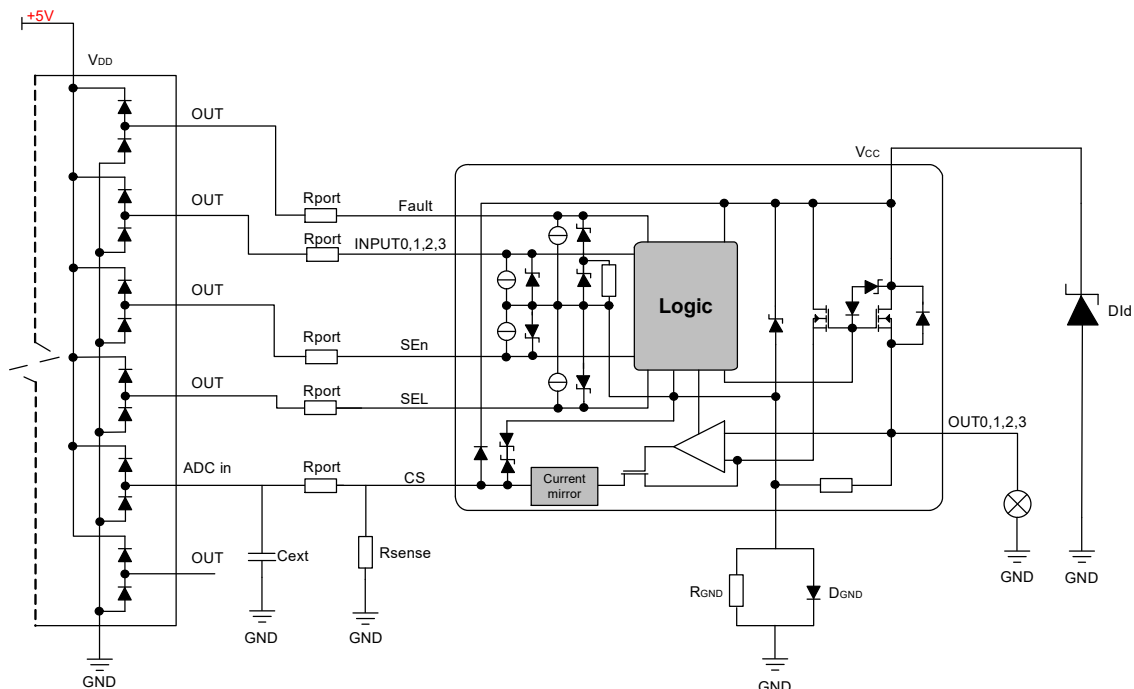 +5V
VDD
OUT
VCC
OUT
Rport
Fault
Rport
INPUT0,1,2,3
OUT
Logic
DId
Rport
SEn
OUT
Rport
SEL
OUT0,1,2,3
ADC in
Rport
CS
Current
mirror
OUT
Cext
Rsense
GND
GND
RGND
DGND
GND
GND
GND
GND